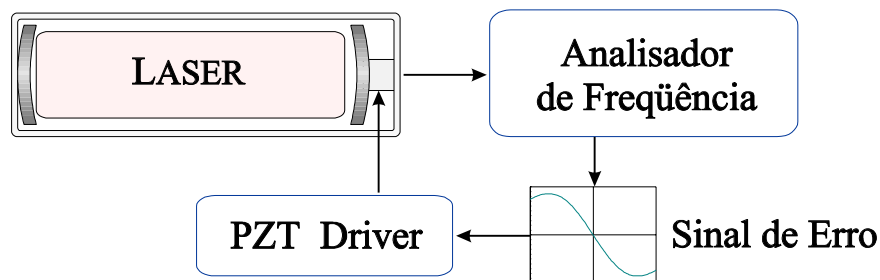 LASER
Analisador
de Freqüência
PZT Driver
Sinal de Erro